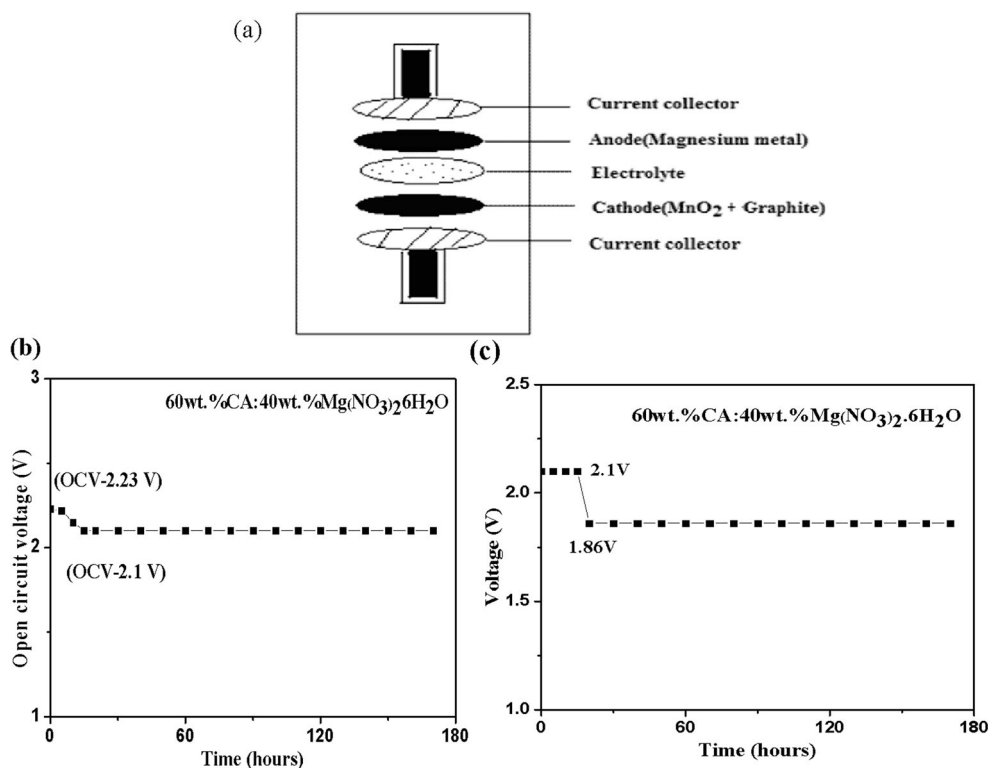 (a)
Current collector
Anode(Magnesium metal)
Electrolyte
Cathode(MnO2 + Graphite)
Current collector
(b)
3
2
1
Open circuit voltage (V)
60wt.%CA:40wt.%Mg(NO3)26H2O
(OCV-2.23 V)
(OCV-2.1 V)
0
60
120
180
Time (hours)
(c)
2.5
2.0
1.5
1.0
Voltage (V)
60wt.%CA:40wt.%Mg(NO3)2.6H2O
2.1V
1.86V
0
60
120
180
Time (hours)